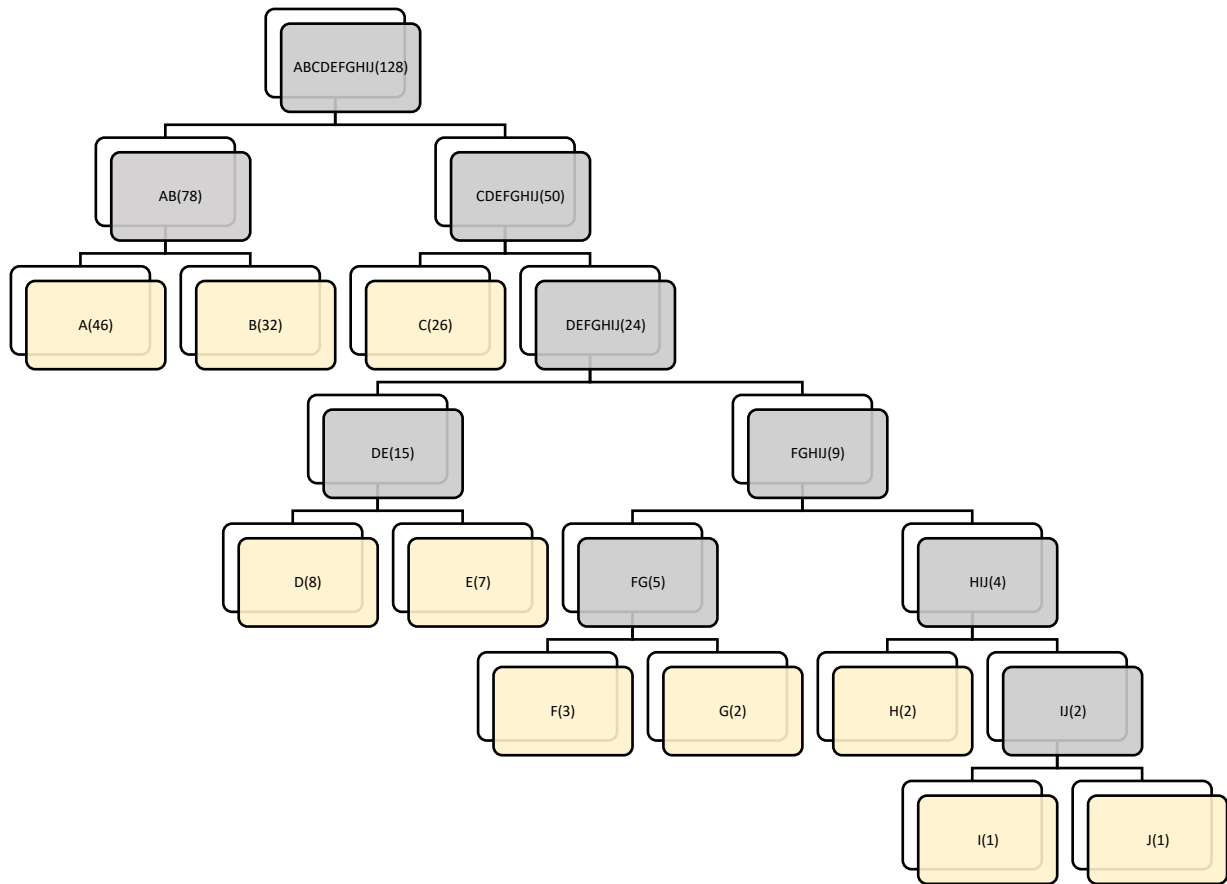 ABCDEFGHIJ(128)
AB(78)
CDEFGHIJ(50)
A(46)
B(32)
C(26)
DEFGHIJ(24)
DE(15)
FGHIJ(9)
D(8)
E(7)
FG(5)
HIJ(4)
F(3)
G(2)
H(2)
IJ(2)
I(1)
J(1)